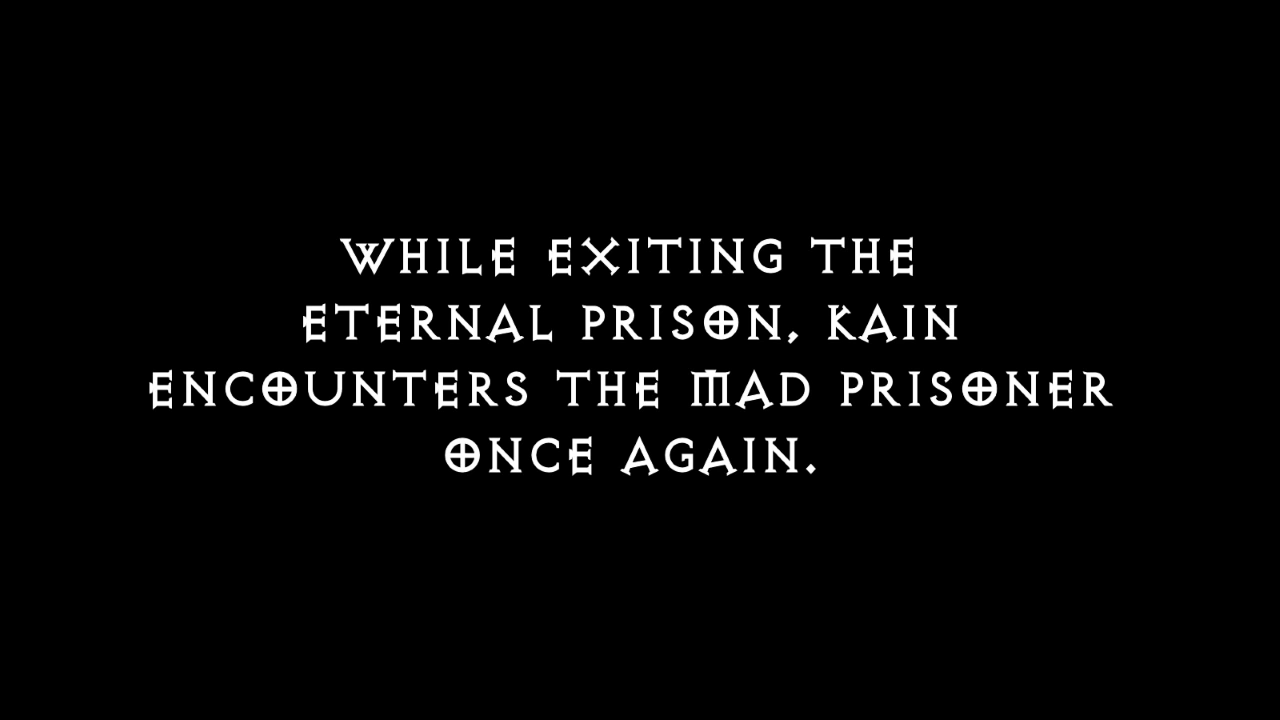 WHILE EXITING THE
ETERNAL PRISON, KAIN
ENCOUNTERS THE MAD PRISONER
ONCE AGAIN.